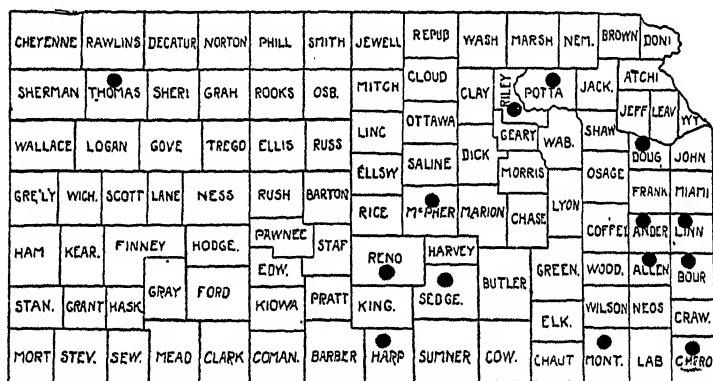 CHEYENNE RAWLINS DECATUR NORTON PHILL SMITH JEWELL REPUB WASH MARSH NEM. BROWN DONI
SHERMAN THOMAS SHERI GRAH ROOKS OSB. MITCH CLOUD CLAY RILEY POTTA JACK. ATCHI
JEFF LEAV WY.
WALLACE LOGAN GOVE TREGO ELLIS RUSS LINC OTTAWA DICK GEARY WAB. SHAW DOUG JOHN
ELLSW SALINE MORRIS OSAGE
GRE'LY WICH. SCOTT LANE NESS RUSH BARTON RICE McPHER MARION CHASE LYON FRANK MIAMI
HAM KEAR. FINNEY HODGE. PAWNEE STAF COFFEE ANDER LINN
EDW. RENO HARVEY
GRAY FORD BUTLER GREEN. WOOD. ALLEN BOUR
STAN. GRANT HASK KIOWA PRATT KING. SEDGE. WILSON NEOS CRAW.
ELK.
MORT STEV. SEW. MEAD CLARK COMAN. BARBER HARP SUMNER COW. CHAUT MONT. LAB CHERO